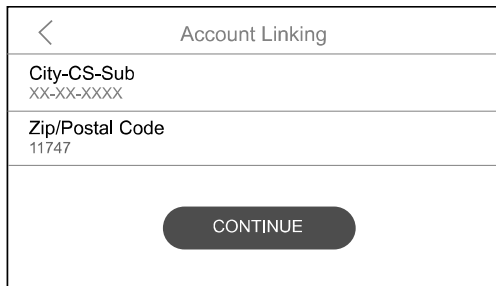 Account Linking
City-CS-Sub
XX-XX-XXXX
Zip/Postal Code
11747
CONTINUE